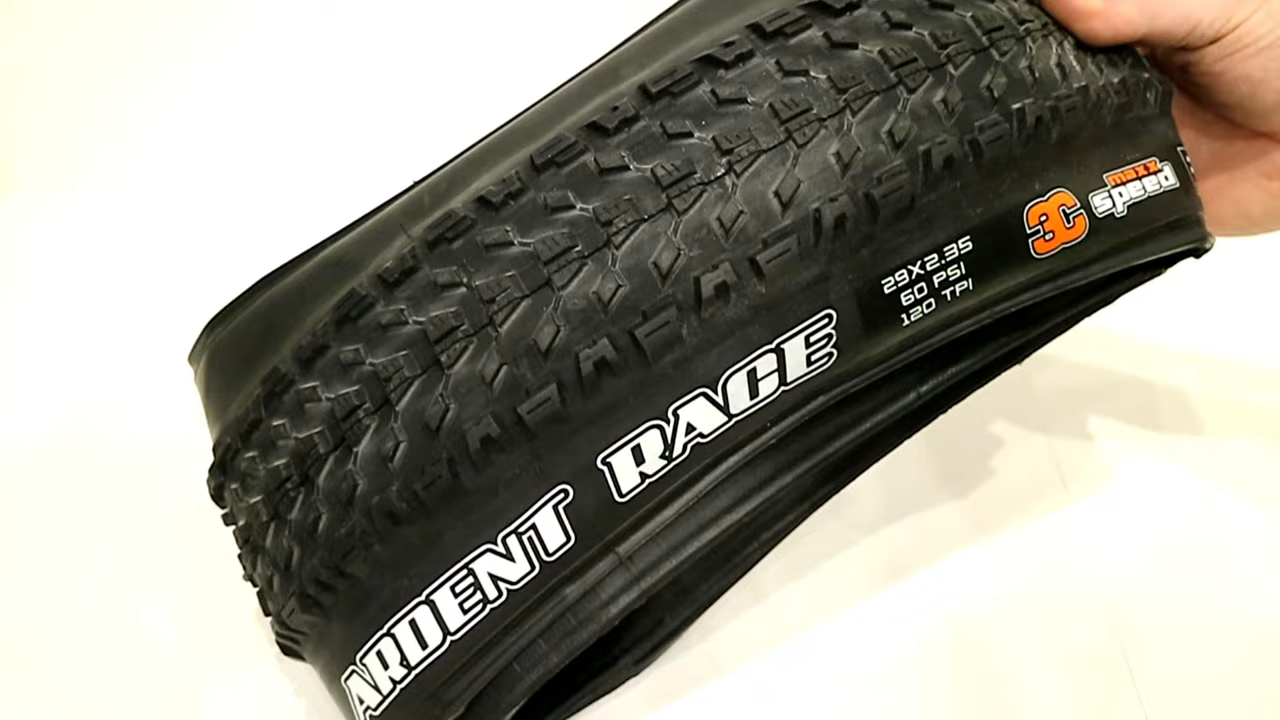 ARDENT RACE
29X2.35
60 PSI
120 TPI
3C
maxx
speed